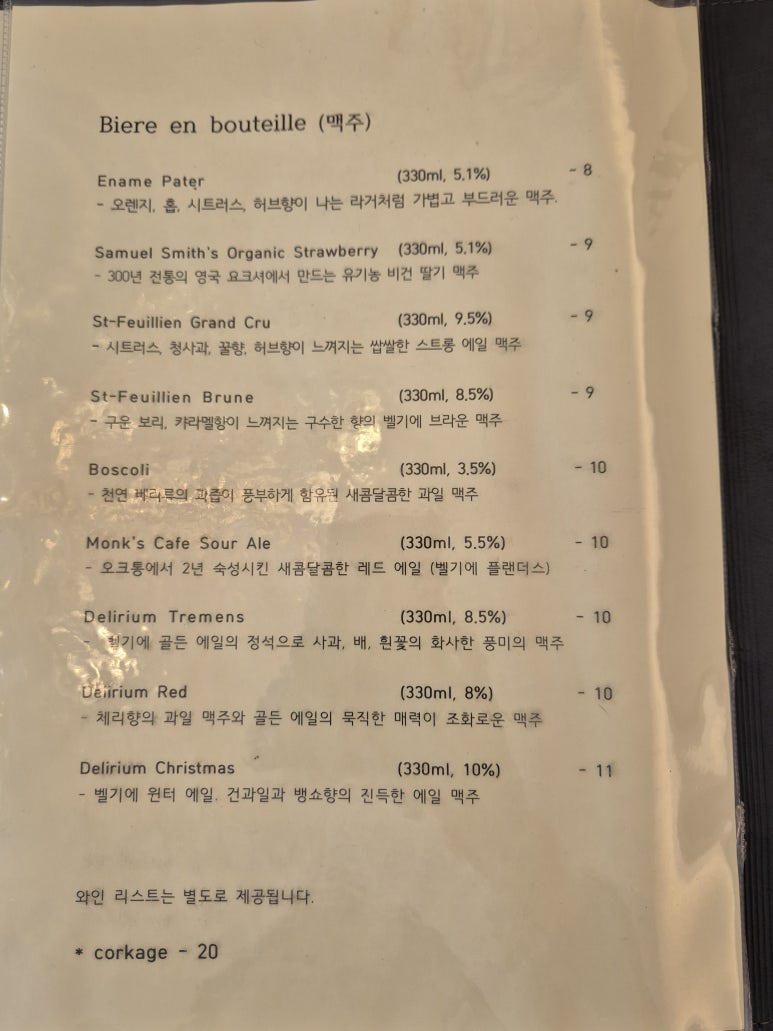 Biere en bouteille (맥주)
Ename Pater (330ml, 5.1%) - 8
- 오렌지, 홉, 시트러스, 허브향이 나는 라거처럼 가볍고 부드러운 맥주.
Samuel Smith's Organic Strawberry (330ml, 5.1%) - 9
- 300년 전통의 영국 요크셔에서 만드는 유기농 비건 딸기 맥주
St-Feuillien Grand Cru (330ml, 9.5%) - 9
- 시트러스, 청사과, 꿀향, 허브향이 느껴지는 쌉쌀한 스트롱 에일 맥주
St-Feuillien Brune (330ml, 8.5%) - 9
- 구운 보리, 캬라멜향이 느껴지는 구수한 향의 벨기에 브라운 맥주
Boscoli (330ml, 3.5%) - 10
- 천연 베리류의 과즙이 풍부하게 함유된 새콤달콤한 과일 맥주
Monk's Cafe Sour Ale (330ml, 5.5%) - 10
- 오크통에서 2년 숙성시킨 새콤달콤한 레드 에일 (벨기에 플랜더스)
Delirium Tremens (330ml, 8.5%) - 10
- 벨기에 골든 에일의 정석으로 사과, 배, 흰꽃의 화사한 풍미의 맥주
Delirium Red (330ml, 8%) - 10
- 체리향의 과일 맥주와 골든 에일의 묵직한 매력이 조화로운 맥주
Delirium Christmas (330ml, 10%) - 11
- 벨기에 윈터 에일. 건과일과 뱅쇼향의 진득한 에일 맥주
와인 리스트는 별도로 제공됩니다.
* corkage - 20